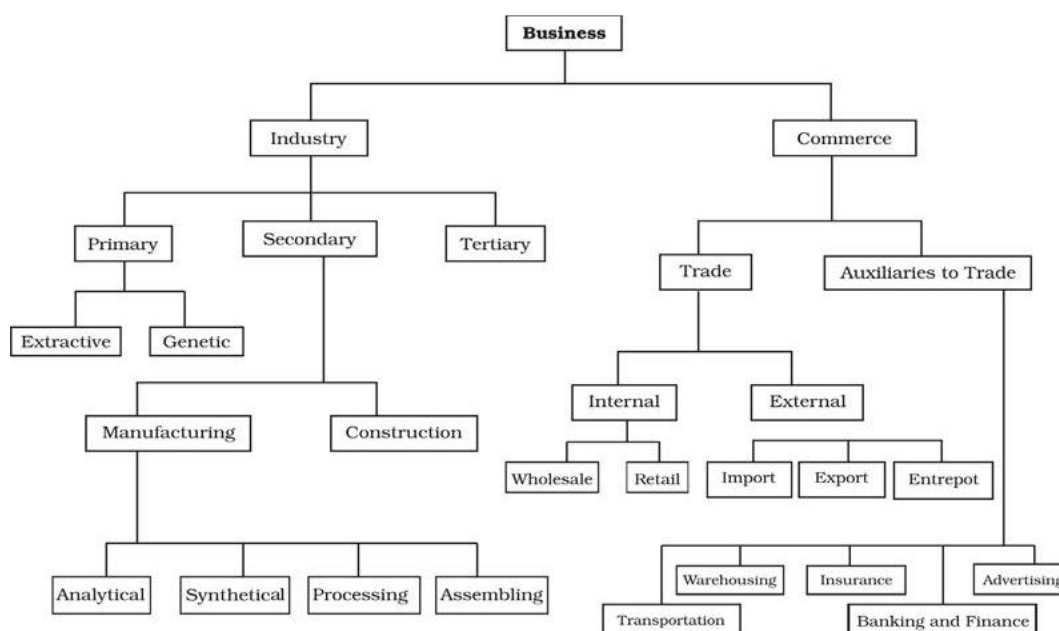 Business
Industry
Commerce
Primary
Secondary
Tertiary
Trade
Auxiliaries to Trade
Extractive
Genetic
Internal
External
Manufacturing
Construction
Wholesale
Retail
Import
Export
Entrepot
Analytical
Synthetical
Processing
Assembling
Warehousing
Insurance
Advertising
Transportation
Banking and Finance